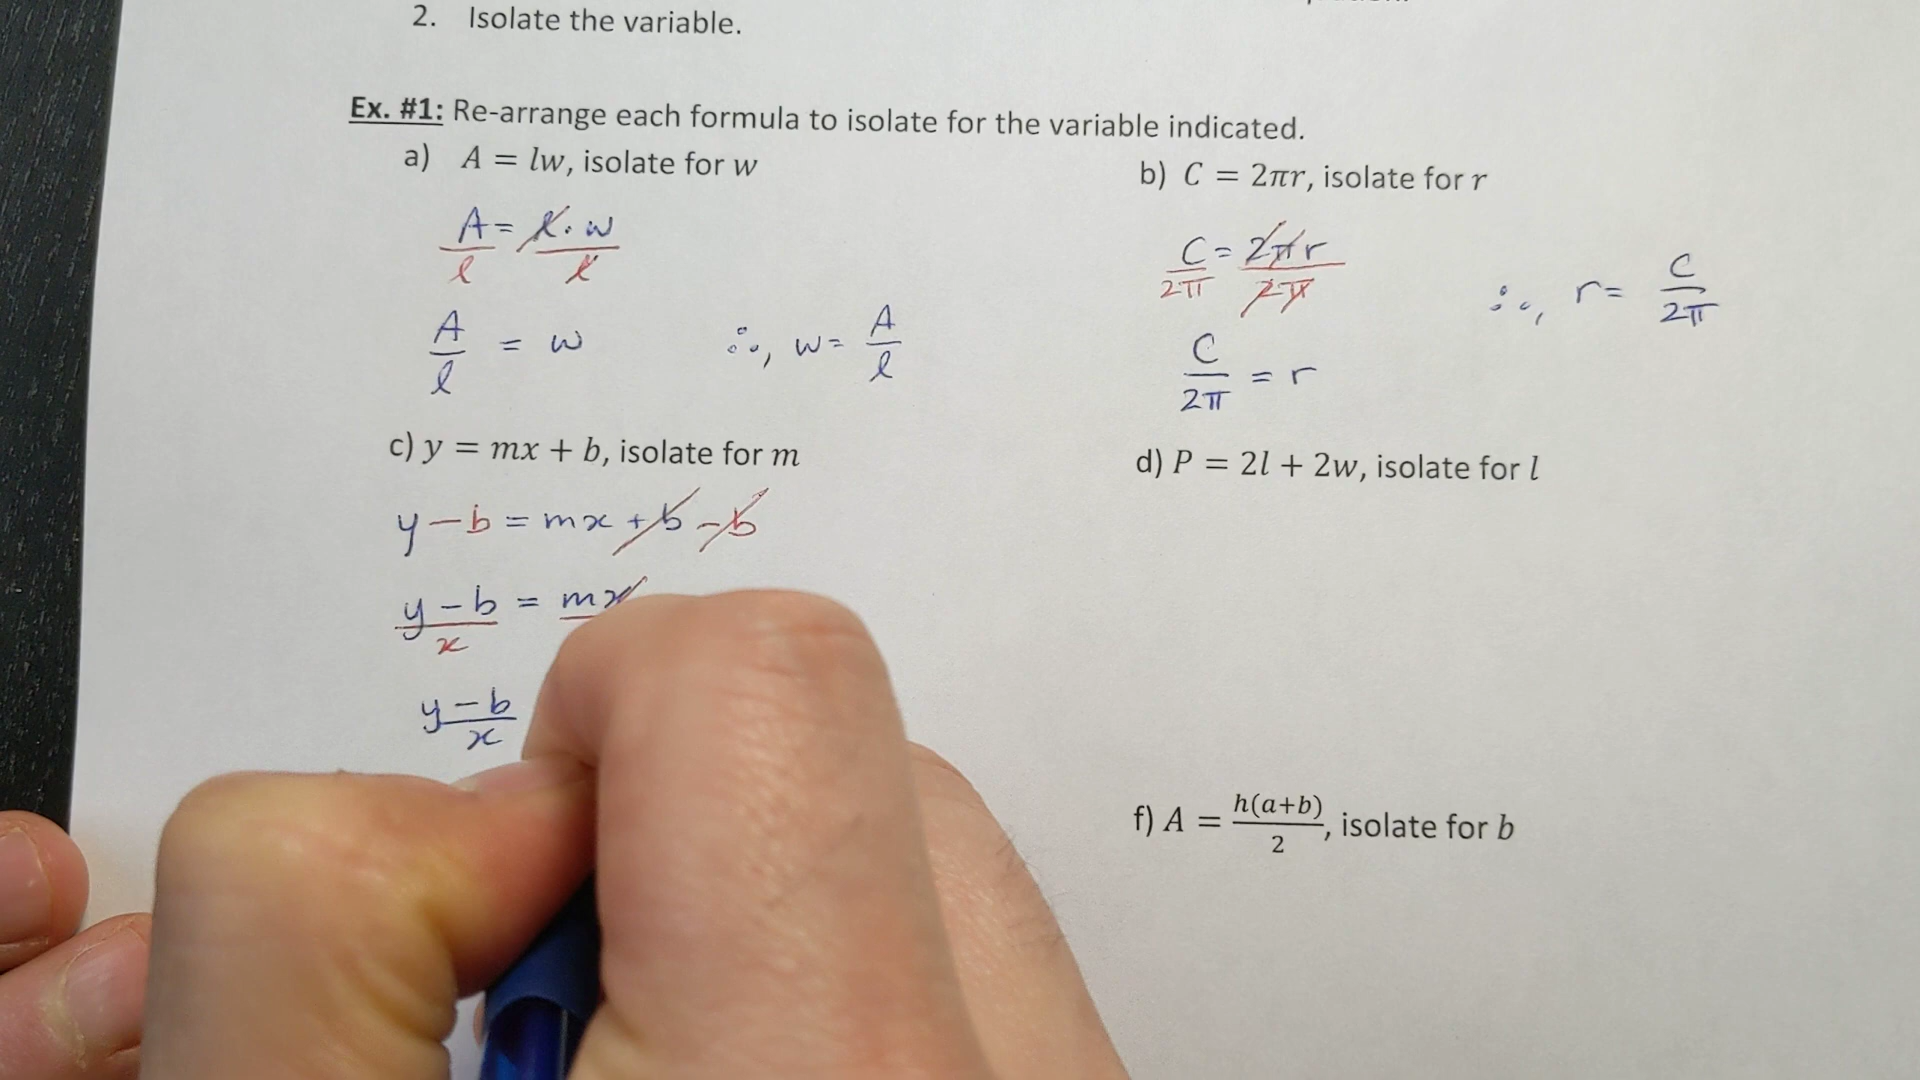 2. Isolate the variable.
Ex. #1: Re-arrange each formula to isolate for the variable indicated.
a) A = lw, isolate for w
A = l · w
l l
A/l = w ∴, w = A/l
b) C = 2πr, isolate for r
C = 2πr
2π 2π
C/2π = r ∴, r = C/2π
c) y = mx + b, isolate for m
y - b = mx + b - b
y - b = mx
x
y - b
x
d) P = 2l + 2w, isolate for l
f) A = h(a+b)/2, isolate for b